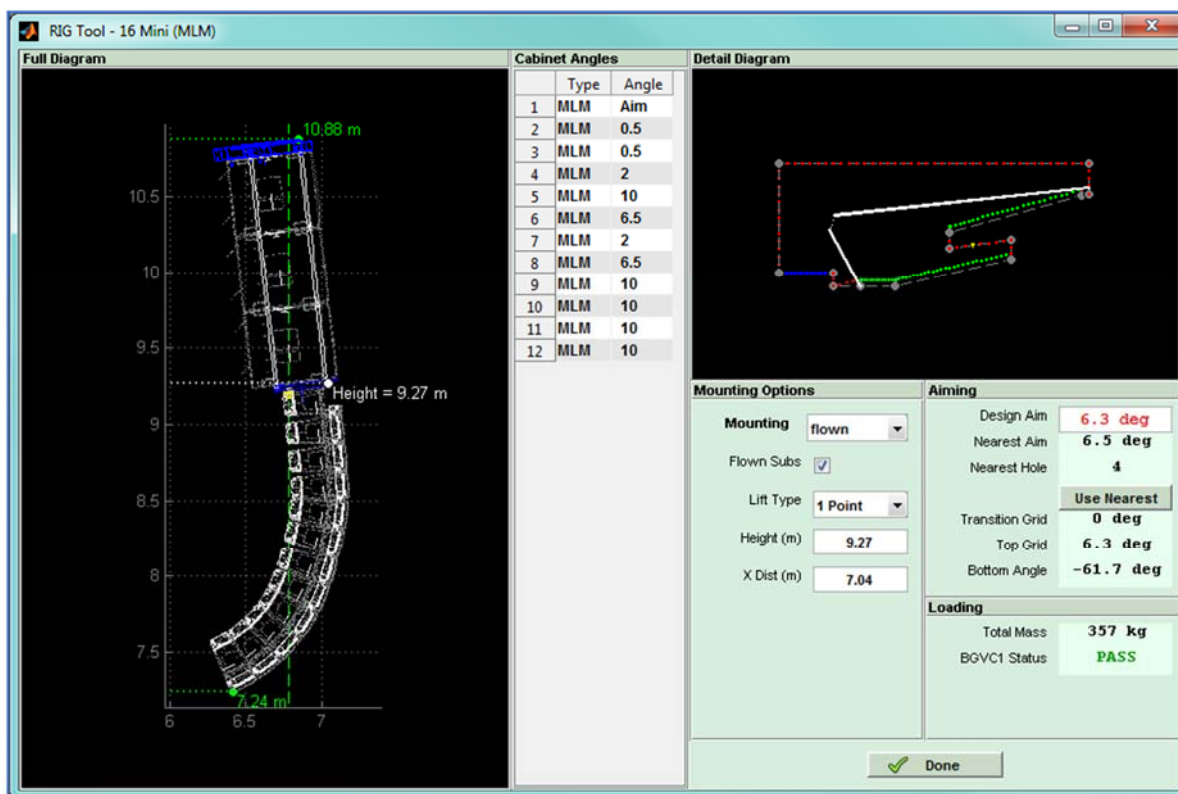 RIG Tool - 16 Mini (MLM)
Full Diagram
10.88 m
10.5
10
9.5
Height = 9.27 m
9
8.5
8
7.5
7.24 m
6 6.5 7
Cabinet Angles
Type Angle
1 MLM Aim
2 MLM 0.5
3 MLM 0.5
4 MLM 2
5 MLM 10
6 MLM 6.5
7 MLM 2
8 MLM 6.5
9 MLM 10
10 MLM 10
11 MLM 10
12 MLM 10
Detail Diagram
Mounting Options
Mounting flown
Flown Subs
Lift Type 1 Point
Height (m) 9.27
X Dist (m) 7.04
Aiming
Design Aim 6.3 deg
Nearest Aim 6.5 deg
Nearest Hole 4
Use Nearest
Transition Grid 0 deg
Top Grid 6.3 deg
Bottom Angle -61.7 deg
Loading
Total Mass 357 kg
BGVC1 Status PASS
Done